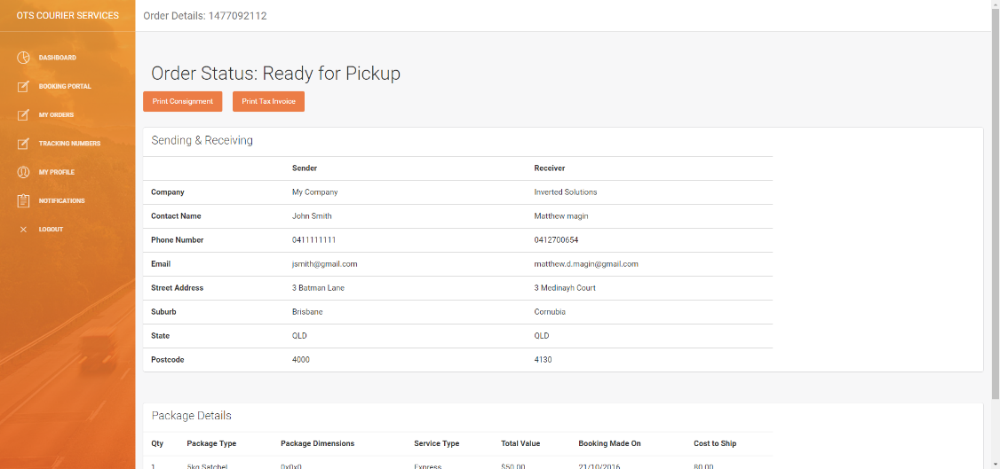 OTS COURIER SERVICES
Order Details: 1477092112
DASHBOARD
BOOKING PORTAL
MY ORDERS
TRACKING NUMBERS
MY PROFILE
NOTIFICATIONS
LOGOUT
Order Status: Ready for Pickup
Print Consignment Print Tax Invoice
Sending & Receiving
Sender Receiver
Company My Company Inverted Solutions
Contact Name John Smith Matthew magin
Phone Number 0411111111 0412700654
Email jsmith@gmail.com matthew.d.magin@gmail.com
Street Address 3 Batman Lane 3 Medinayh Court
Suburb Brisbane Cornubia
State QLD QLD
Postcode 4000 4130
Package Details
Qty Package Type Package Dimensions Service Type Total Value Booking Made On Cost to Ship
1 5kg Satchel 0x0x0 Express $50.00 21/10/2016 80.00